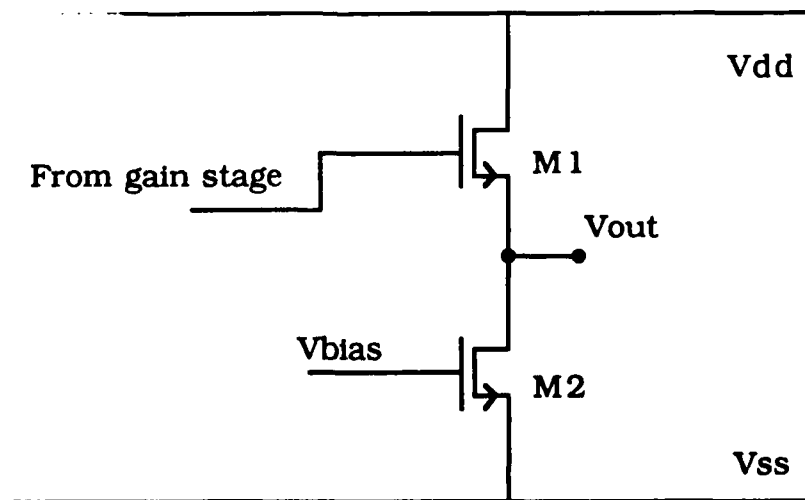 Vdd
M1
From gain stage
Vout
Vbias
M2
Vss